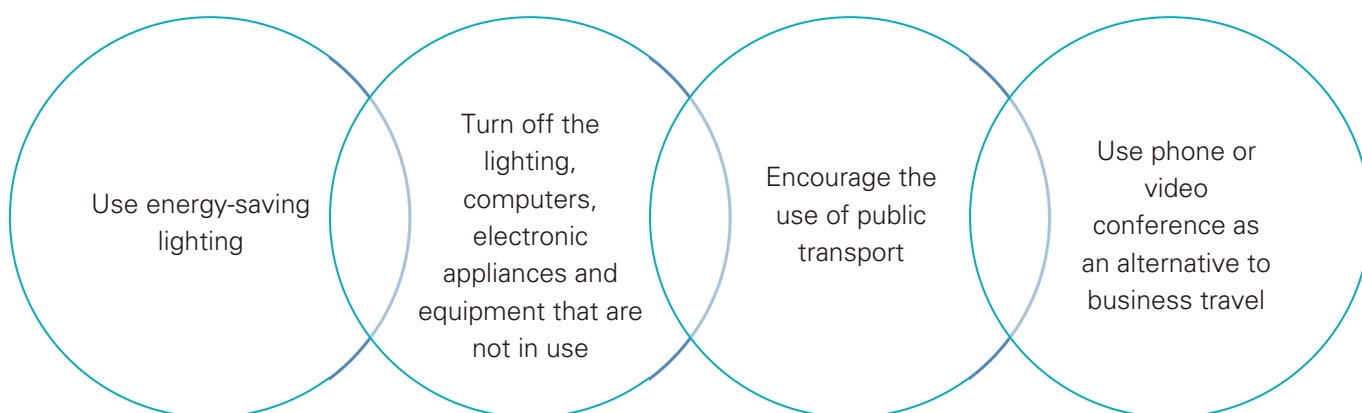 Use energy-saving
lighting
Turn off the
lighting,
computers,
electronic
appliances and
equipment that are
not in use
Encourage the
use of public
transport
Use phone or
video
conference as
an alternative to
business travel